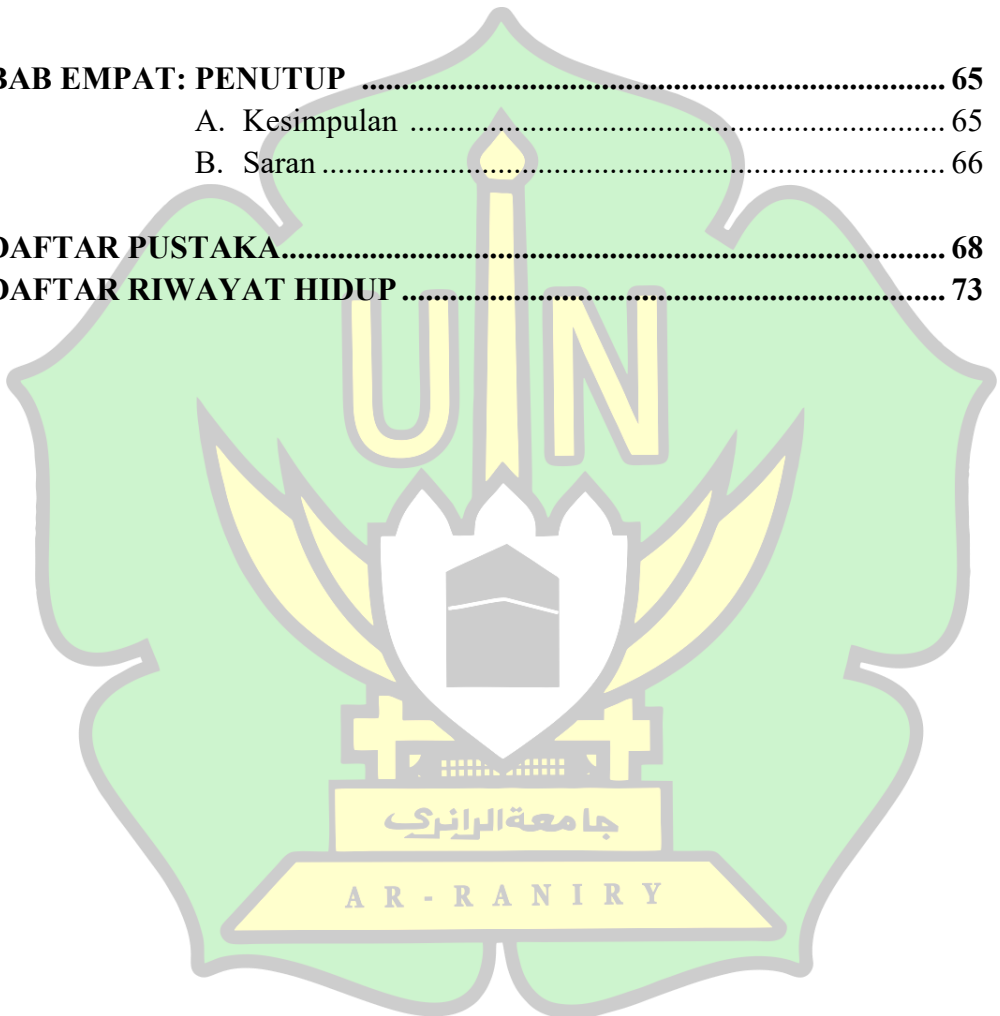 BAB EMPAT: PENUTUP ........................................................................ 65
A. Kesimpulan .................................................................. 65
B. Saran ............................................................................. 66
DAFTAR PUSTAKA.................................................................................. 68
DAFTAR RIWAYAT HIDUP .................................................................... 73
UIN
جامعة الرانري
AR-RANIRY